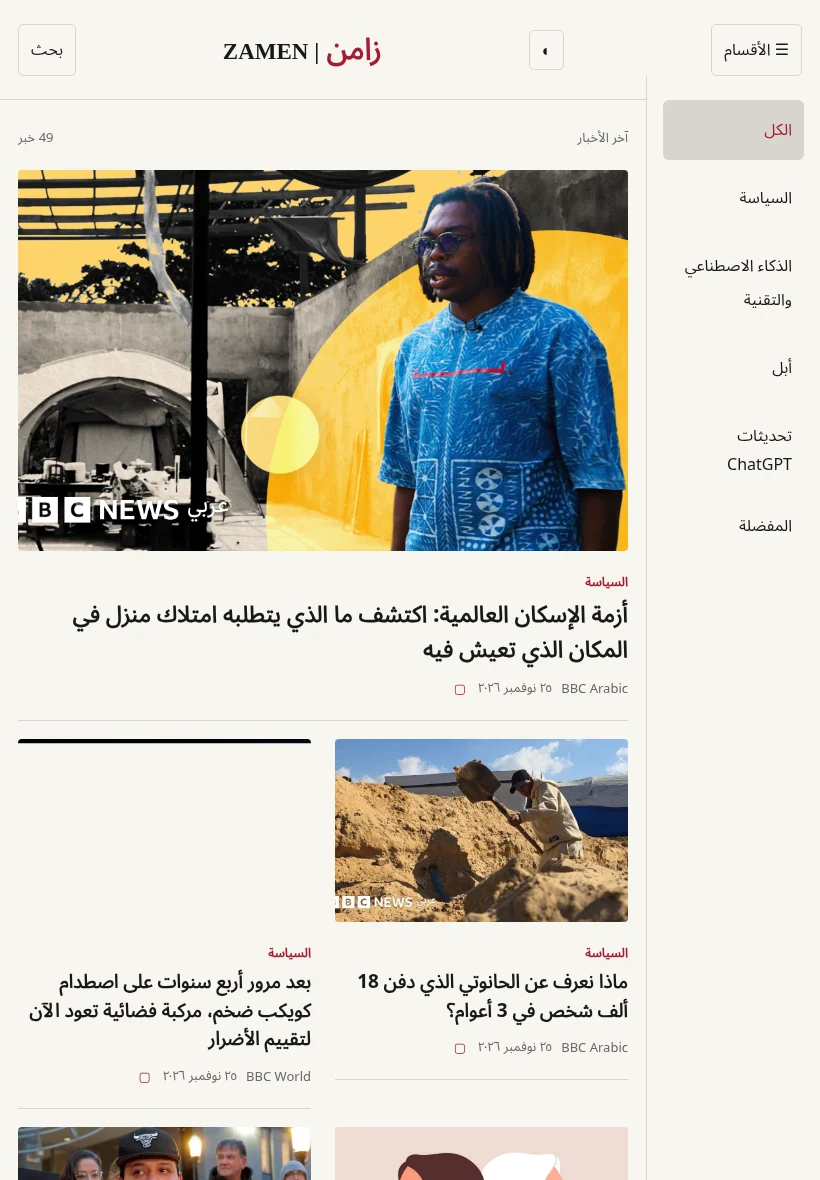 ☰ الأقسام
زامن | ZAMEN
بحث
الكل
السياسة
الذكاء الاصطناعي
والتقنية
أبل
تحديثات
ChatGPT
المفضلة
آخر الأخبار
49 خبر
BBC NEWS عربي
السياسة
أزمة الإسكان العالمية: اكتشف ما الذي يتطلبه امتلاك منزل في
المكان الذي تعيش فيه
BBC Arabic ٢٥ نوفمبر ٢٠٢٦
BBC NEWS عربي
السياسة
ماذا نعرف عن الحانوتي الذي دفن 18
ألف شخص في 3 أعوام؟
BBC Arabic ٢٥ نوفمبر ٢٠٢٦
السياسة
بعد مرور أربع سنوات على اصطدام
كويكب ضخم، مركبة فضائية تعود الآن
لتقييم الأضرار
BBC World ٢٥ نوفمبر ٢٠٢٦